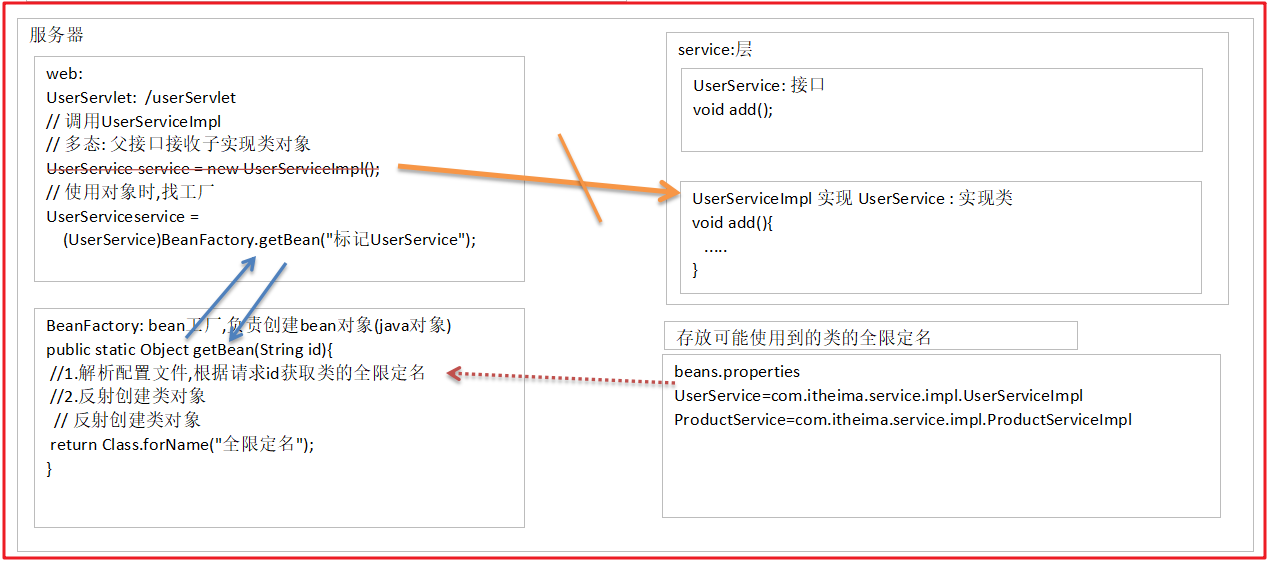 服务器
web:
UserServlet: /userServlet
// 调用UserServiceImpl
// 多态: 父接口接收子实现类对象
UserService service = new UserServiceImpl();
// 使用对象时,找工厂
UserServiceservice =
(UserService)BeanFactory.getBean("标记UserService");
BeanFactory: bean工厂,负责创建bean对象(java对象)
public static Object getBean(String id){
//1.解析配置文件,根据请求id获取类的全限定名
//2.反射创建类对象
// 反射创建类对象
return Class.forName("全限定名");
}
service:层
UserService: 接口
void add();
UserServiceImpl 实现 UserService : 实现类
void add(){
.....
}
存放可能使用到的类的全限定名
beans.properties
UserService=com.itheima.service.impl.UserServiceImpl
ProductService=com.itheima.service.impl.ProductServiceImpl